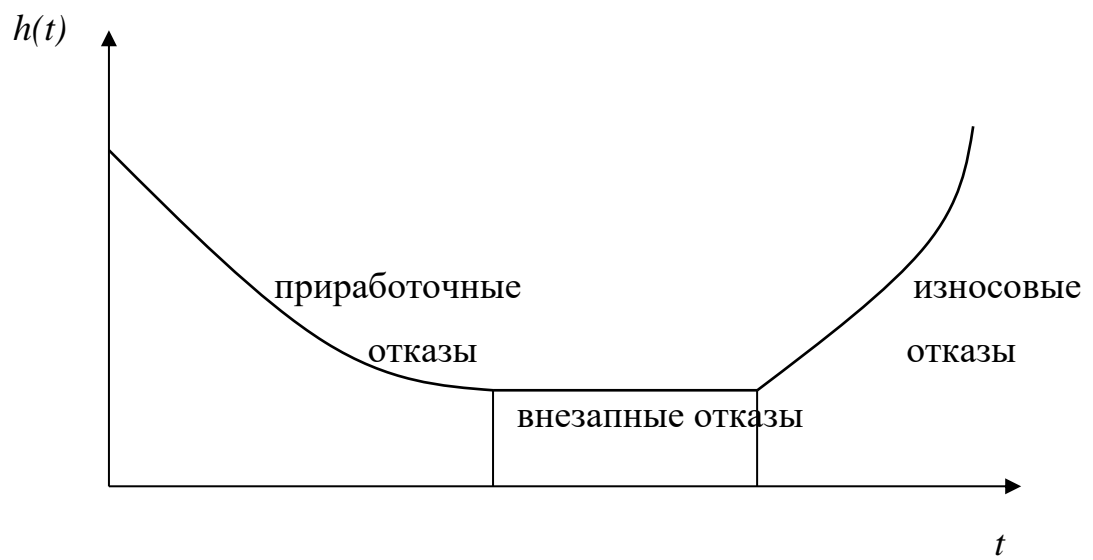 h(t)
приработочные
отказы
износовые
отказы
внезапные отказы
t